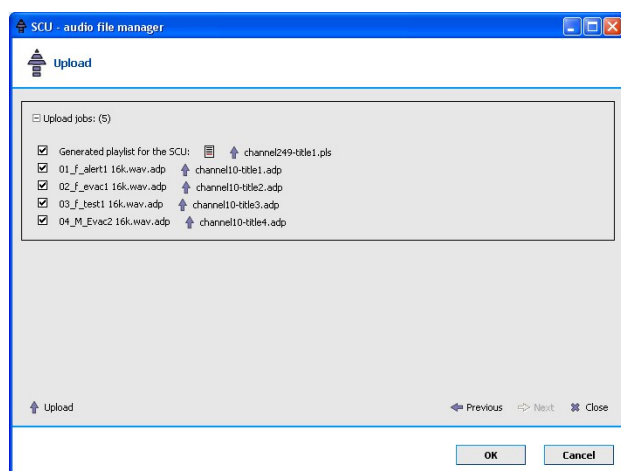 SCU - audio file manager
Upload
Upload jobs: (5)
Generated playlist for the SCU: channel249-title1.pls
01_f_alert1 16k.wav.adp channel10-title1.adp
02_f_evac1 16k.wav.adp channel10-title2.adp
03_f_test1 16k.wav.adp channel10-title3.adp
04_M_Evac2 16k.wav.adp channel10-title4.adp
Upload Previous Next Close
OK Cancel